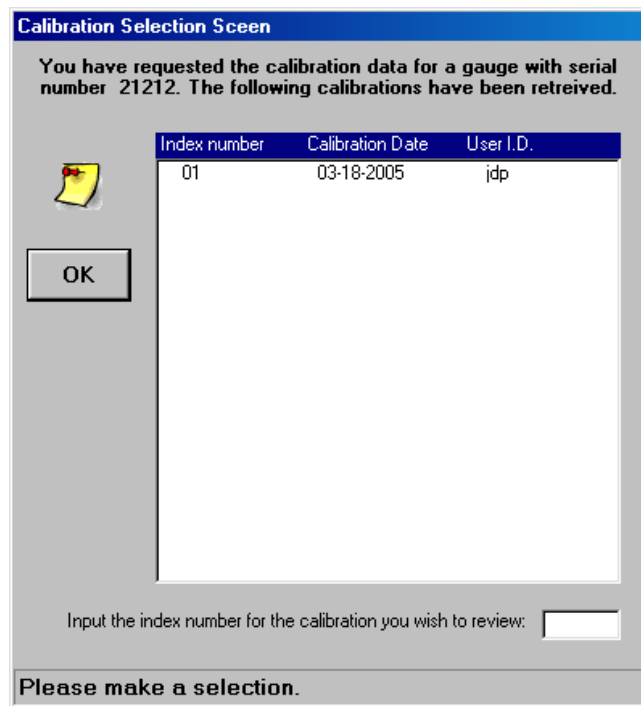 Calibration Selection Sceen
You have requested the calibration data for a gauge with serial
number 21212. The following calibrations have been retreived.
Index number Calibration Date User I.D.
01 03-18-2005 jdp
OK
Input the index number for the calibration you wish to review:
Please make a selection.